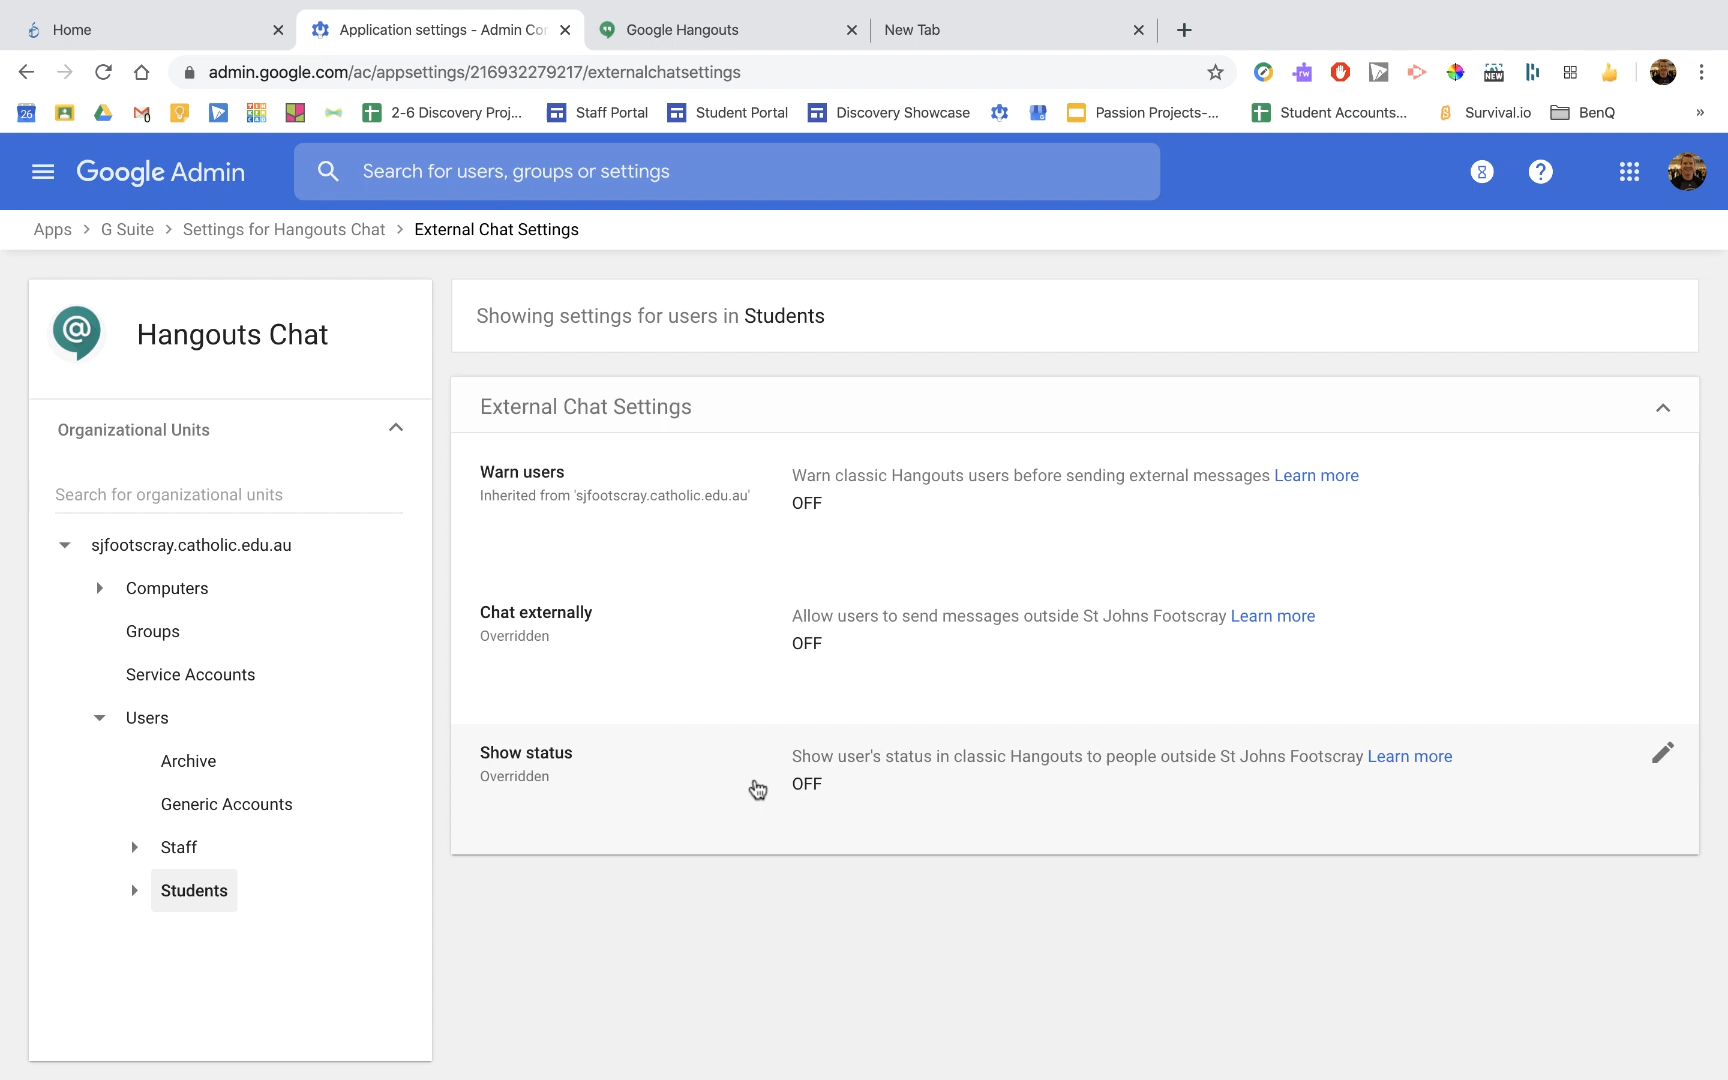 Home
Application settings - Admin Cor
Google Hangouts
New Tab
admin.google.com/ac/appsettings/216932279217/externalchatsettings
rw
NEW
26
2-6 Discovery Proj...
Staff Portal
Student Portal
Discovery Showcase
Passion Projects-...
Student Accounts...
Survival.io
BenQ
»
Google Admin
Search for users, groups or settings
Apps > G Suite > Settings for Hangouts Chat > External Chat Settings
Hangouts Chat
Organizational Units
Search for organizational units
sjfootscray.catholic.edu.au
Computers
Groups
Service Accounts
Users
Archive
Generic Accounts
Staff
Students
Showing settings for users in Students
External Chat Settings
Warn users
Inherited from 'sjfootscray.catholic.edu.au'
Warn classic Hangouts users before sending external messages Learn more
OFF
Chat externally
Overridden
Allow users to send messages outside St Johns Footscray Learn more
OFF
Show status
Overridden
Show user's status in classic Hangouts to people outside St Johns Footscray Learn more
OFF